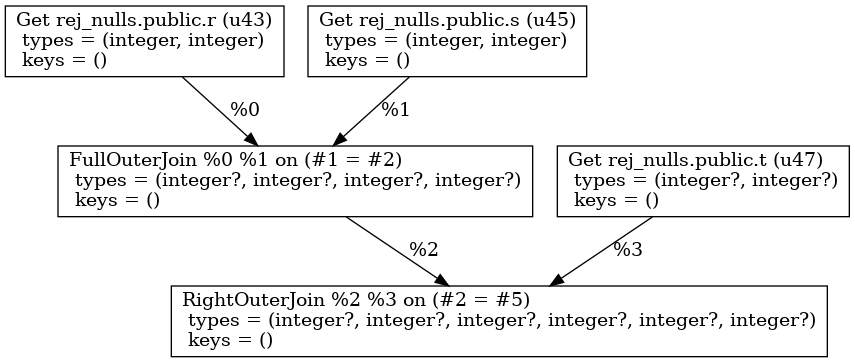 Get rej_nulls.public.r (u43)
types = (integer, integer)
keys = ()
Get rej_nulls.public.s (u45)
types = (integer, integer)
keys = ()
%0
%1
FullOuterJoin %0 %1 on (#1 = #2)
types = (integer?, integer?, integer?, integer?)
keys = ()
Get rej_nulls.public.t (u47)
types = (integer?, integer?)
keys = ()
%2
%3
RightOuterJoin %2 %3 on (#2 = #5)
types = (integer?, integer?, integer?, integer?, integer?, integer?)
keys = ()